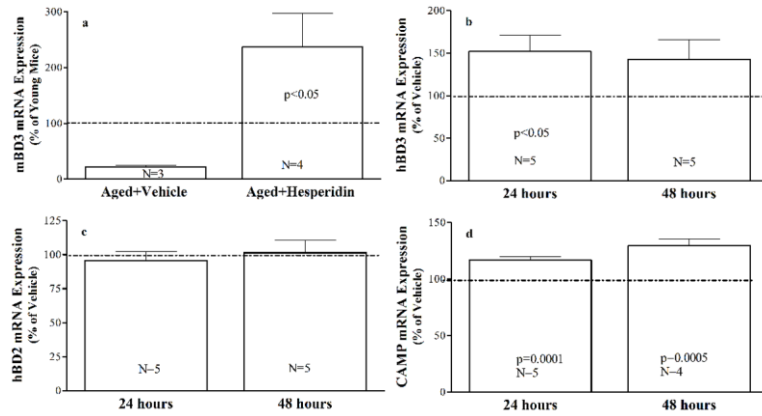 a
mBD3 mRNA Expression
(% of Young Mice)
300
200
100
0
p<0.05
N=3
N=4
Aged+Vehicle
Aged+Hesperidin
b
hBD3 mRNA Expression
(% of Vehicle)
200
150
100
50
0
p<0.05
N=5
N=5
24 hours
48 hours
c
hBD2 mRNA Expression
(% of Vehicle)
125
100
75
50
25
0
N–5
N=5
24 hours
48 hours
d
CAMP mRNA Expression
(% of Vehicle)
150
100
50
0
p=0.0001
N–5
p–0.0005
N–4
24 hours
48 hours